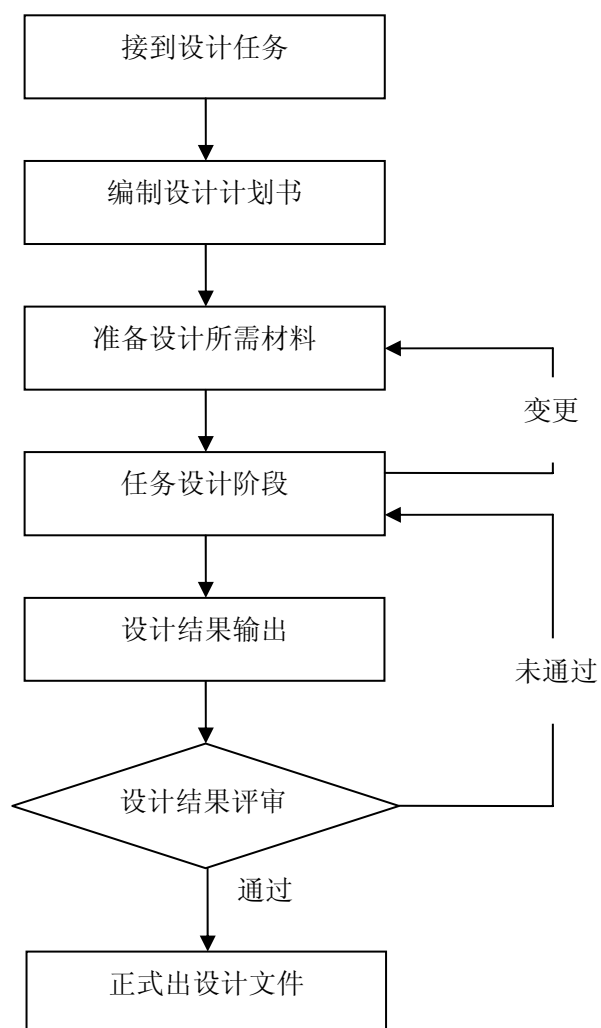 接到设计任务
编制设计计划书
准备设计所需材料
变更
任务设计阶段
设计结果输出
未通过
设计结果评审
通过
正式出设计文件